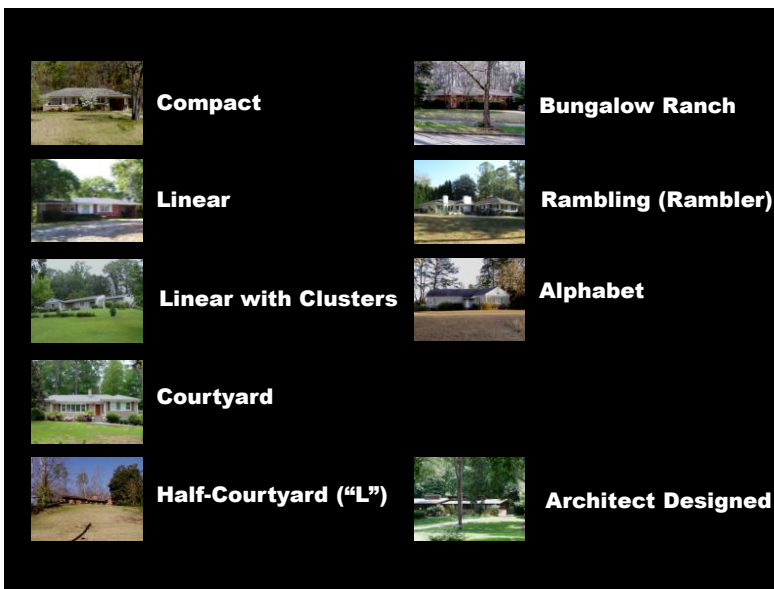 Compact
Linear
Linear with Clusters
Courtyard
Half-Courtyard (“L”)
Bungalow Ranch
Rambling (Rambler)
Alphabet
Architect Designed